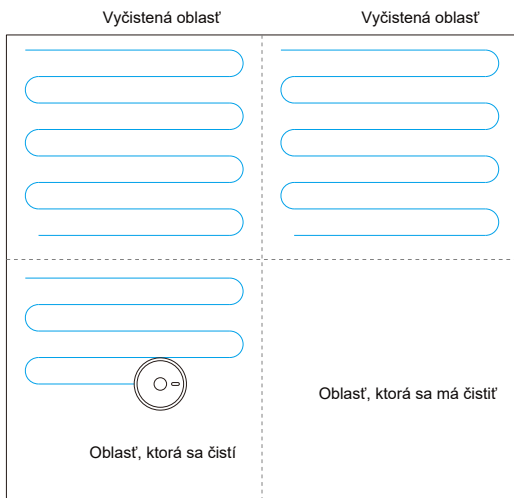 Vyčistená oblasť
Vyčistená oblasť
Oblasť, ktorá sa má čistiť
Oblasť, ktorá sa čistí